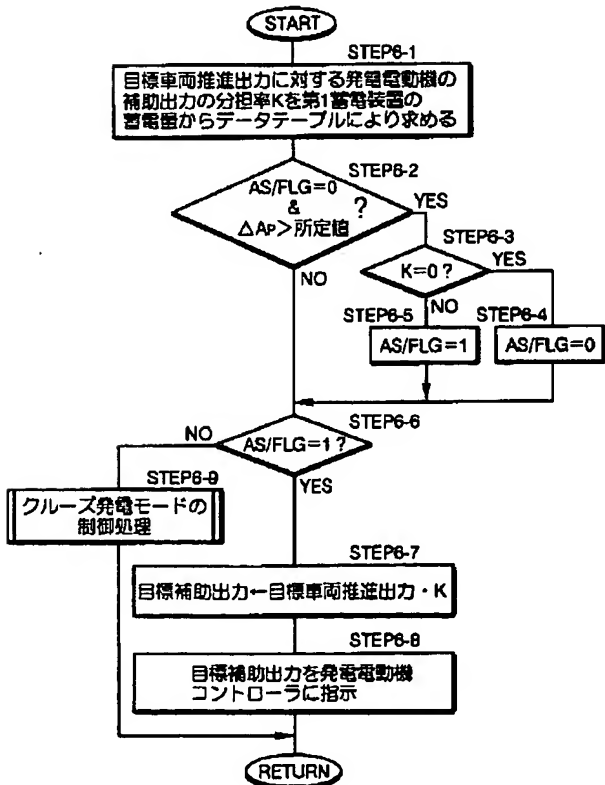 START
STEP6-1
目標車両推進出力に対する発電電動機の
補助出力の分担率Kを第1蓄電装置の
蓄電量からデータテーブルにより求める
STEP6-2
AS/FLG=0
&
△AP>所定値
?
YES
NO
STEP6-3
K=0?
YES
NO
STEP6-5
AS/FLG=1
STEP6-4
AS/FLG=0
STEP6-6
AS/FLG=1?
NO
YES
STEP6-9
クルーズ発電モードの
制御処理
STEP6-7
目標補助出力←目標車両推進出力・K
STEP6-8
目標補助出力を発電電動機
コントローラに指示
RETURN